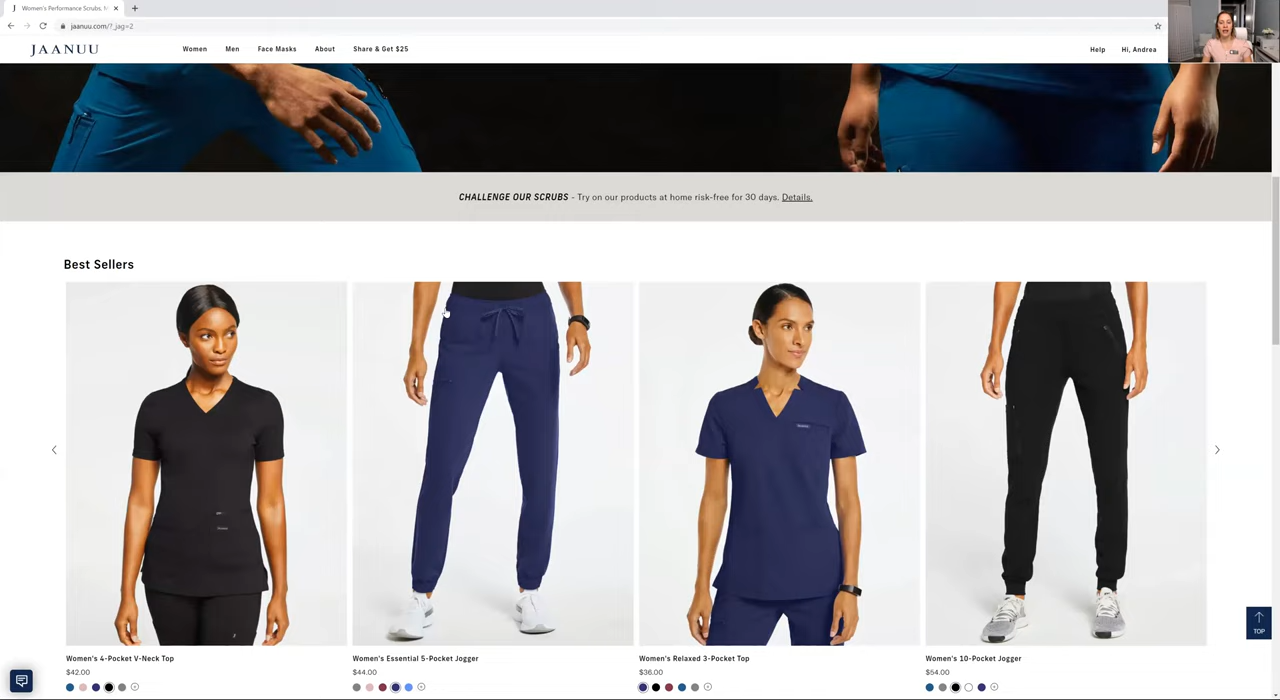 Women's Performance Scrubs, M
jaanuu.com/?_jag=2
JAANUU
Women
Men
Face Masks
About
Share & Get $25
Help
Hi, Andrea
CHALLENGE OUR SCRUBS - Try on our products at home risk-free for 30 days. Details.
Best Sellers
TOP
Women's 4-Pocket V-Neck Top
$42.00
Women's Essential 5-Pocket Jogger
$44.00
Women's Relaxed 3-Pocket Top
$36.00
Women's 10-Pocket Jogger
$54.00